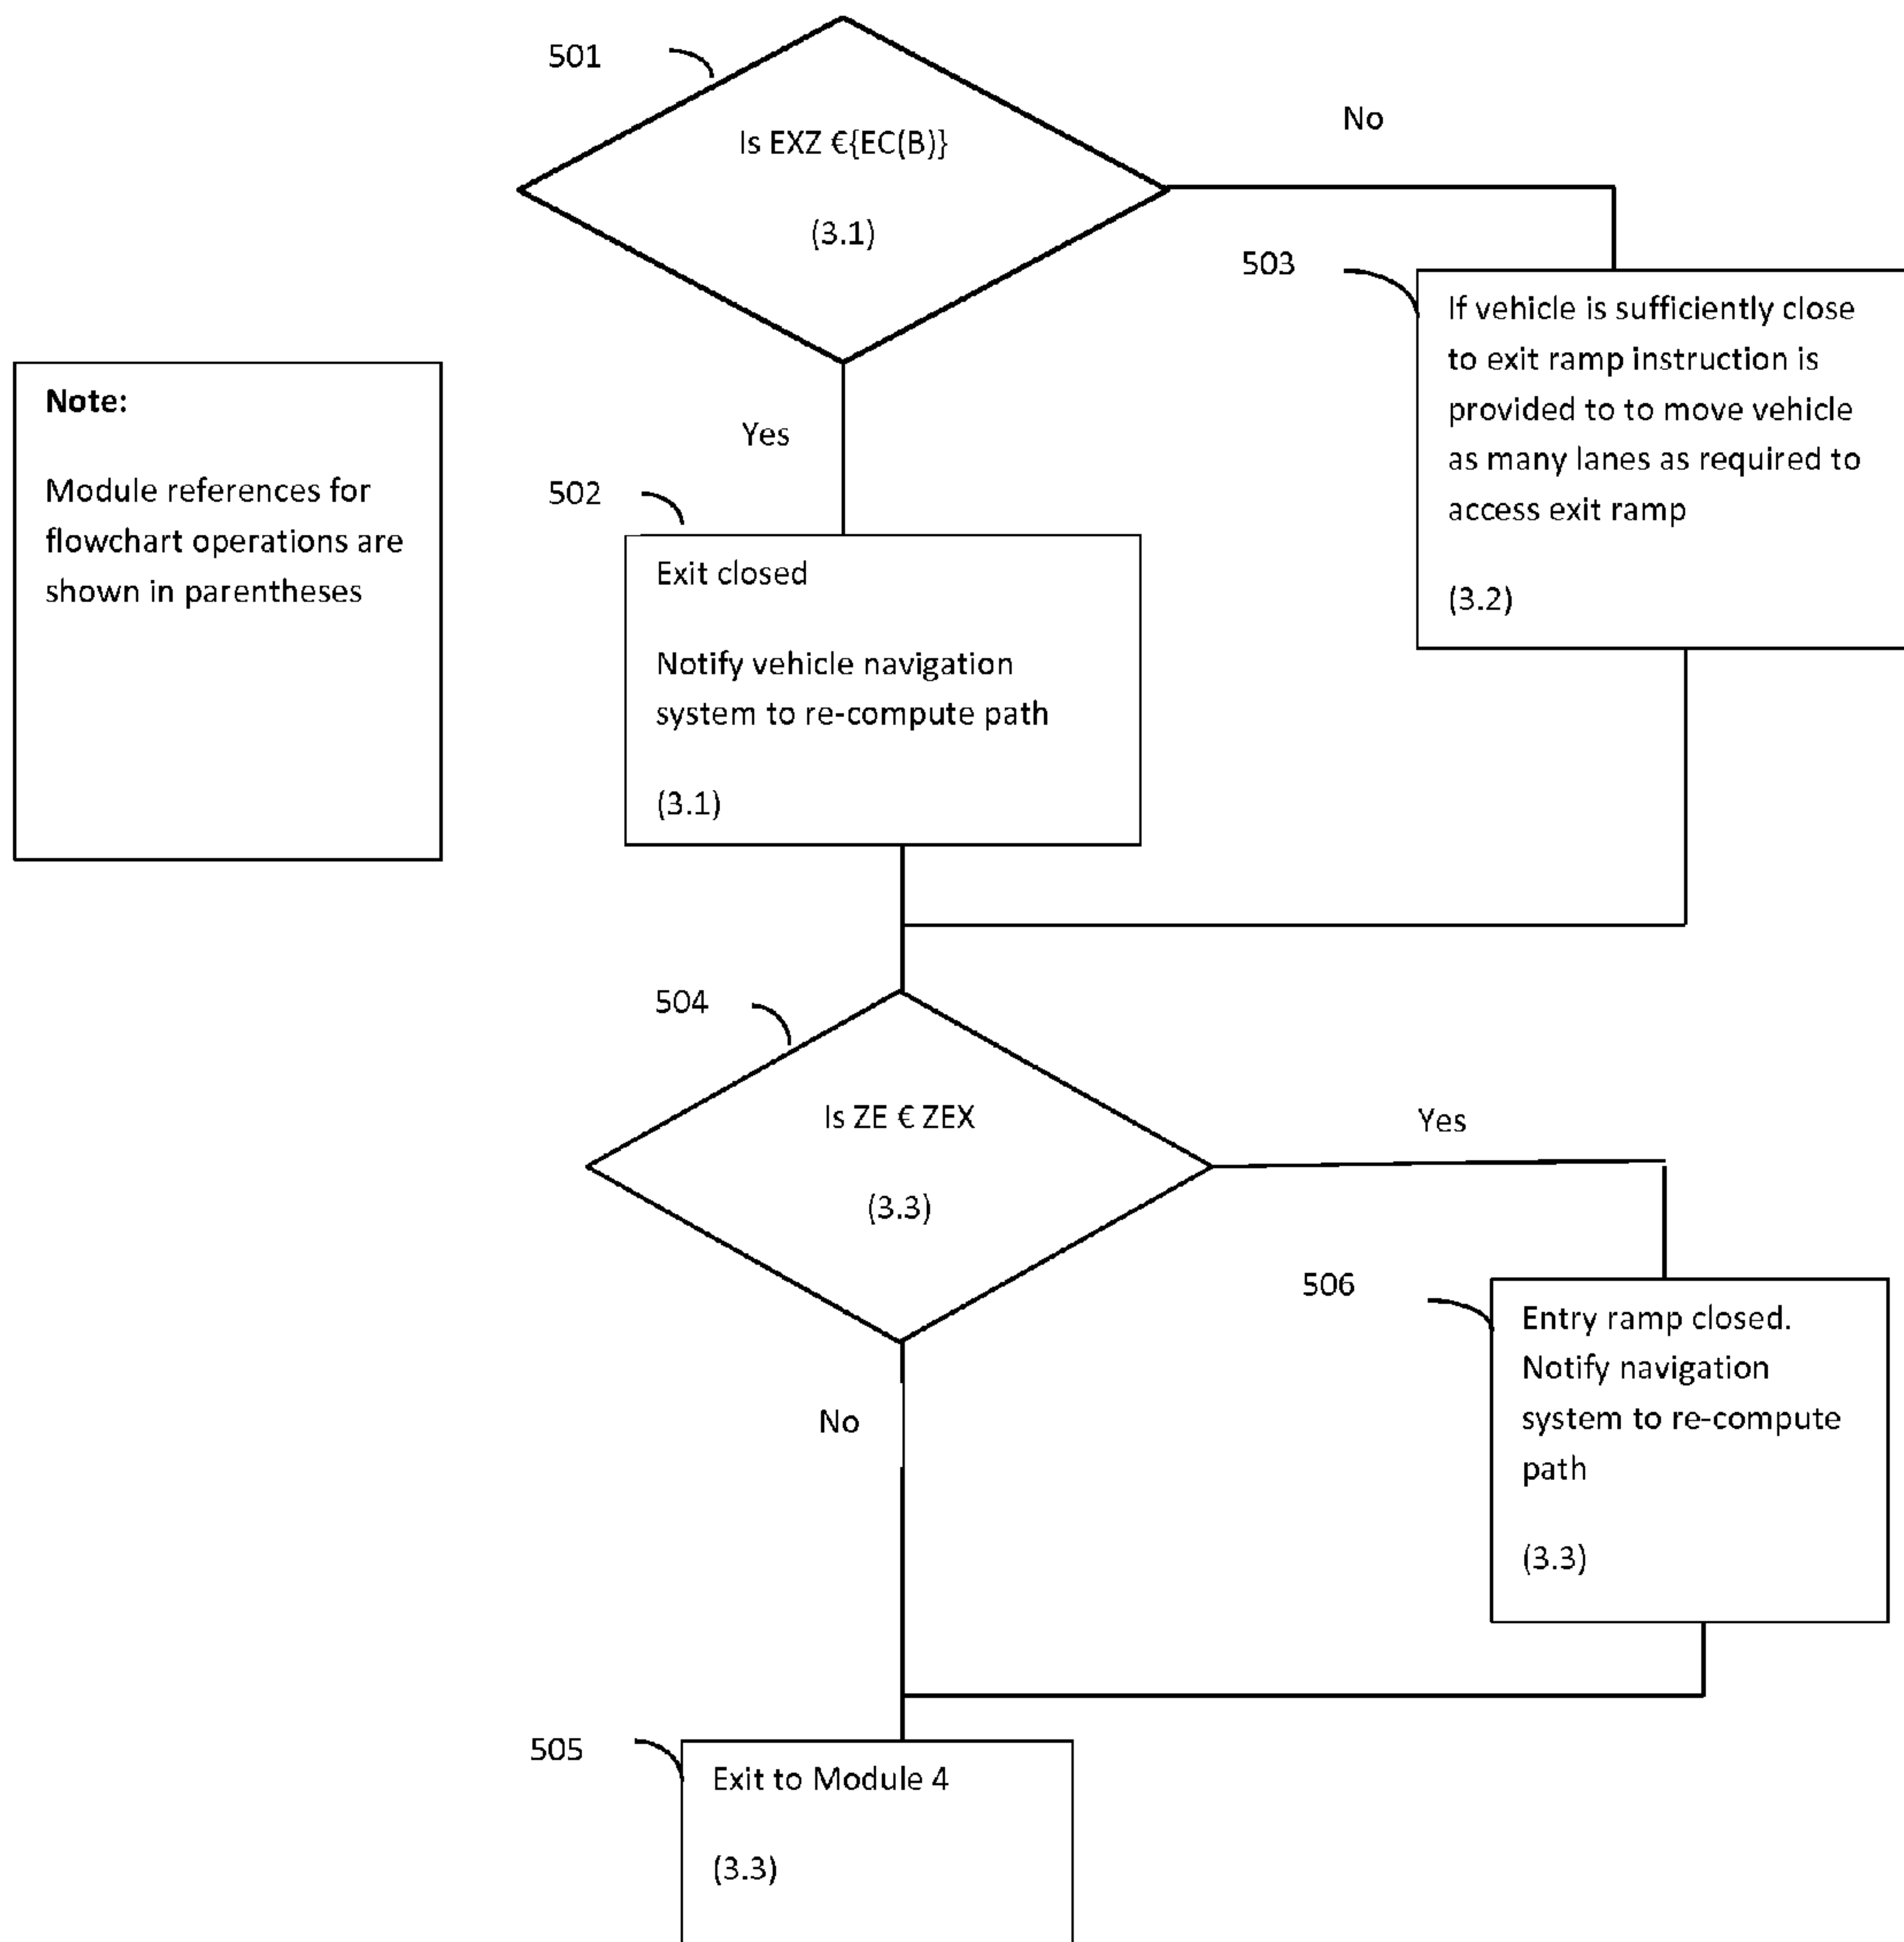 501
Is EXZ €{EC(B)}
(3.1)
No
503
If vehicle is sufficiently close
to exit ramp instruction is
provided to to move vehicle
as many lanes as required to
access exit ramp
(3.2)
Note:
Module references for
flowchart operations are
shown in parentheses
Yes
502
Exit closed
Notify vehicle navigation
system to re-compute path
(3.1)
504
Is ZE € ZEX
(3.3)
Yes
506
Entry ramp closed.
Notify navigation
system to re-compute
path
(3.3)
No
505
Exit to Module 4
(3.3)